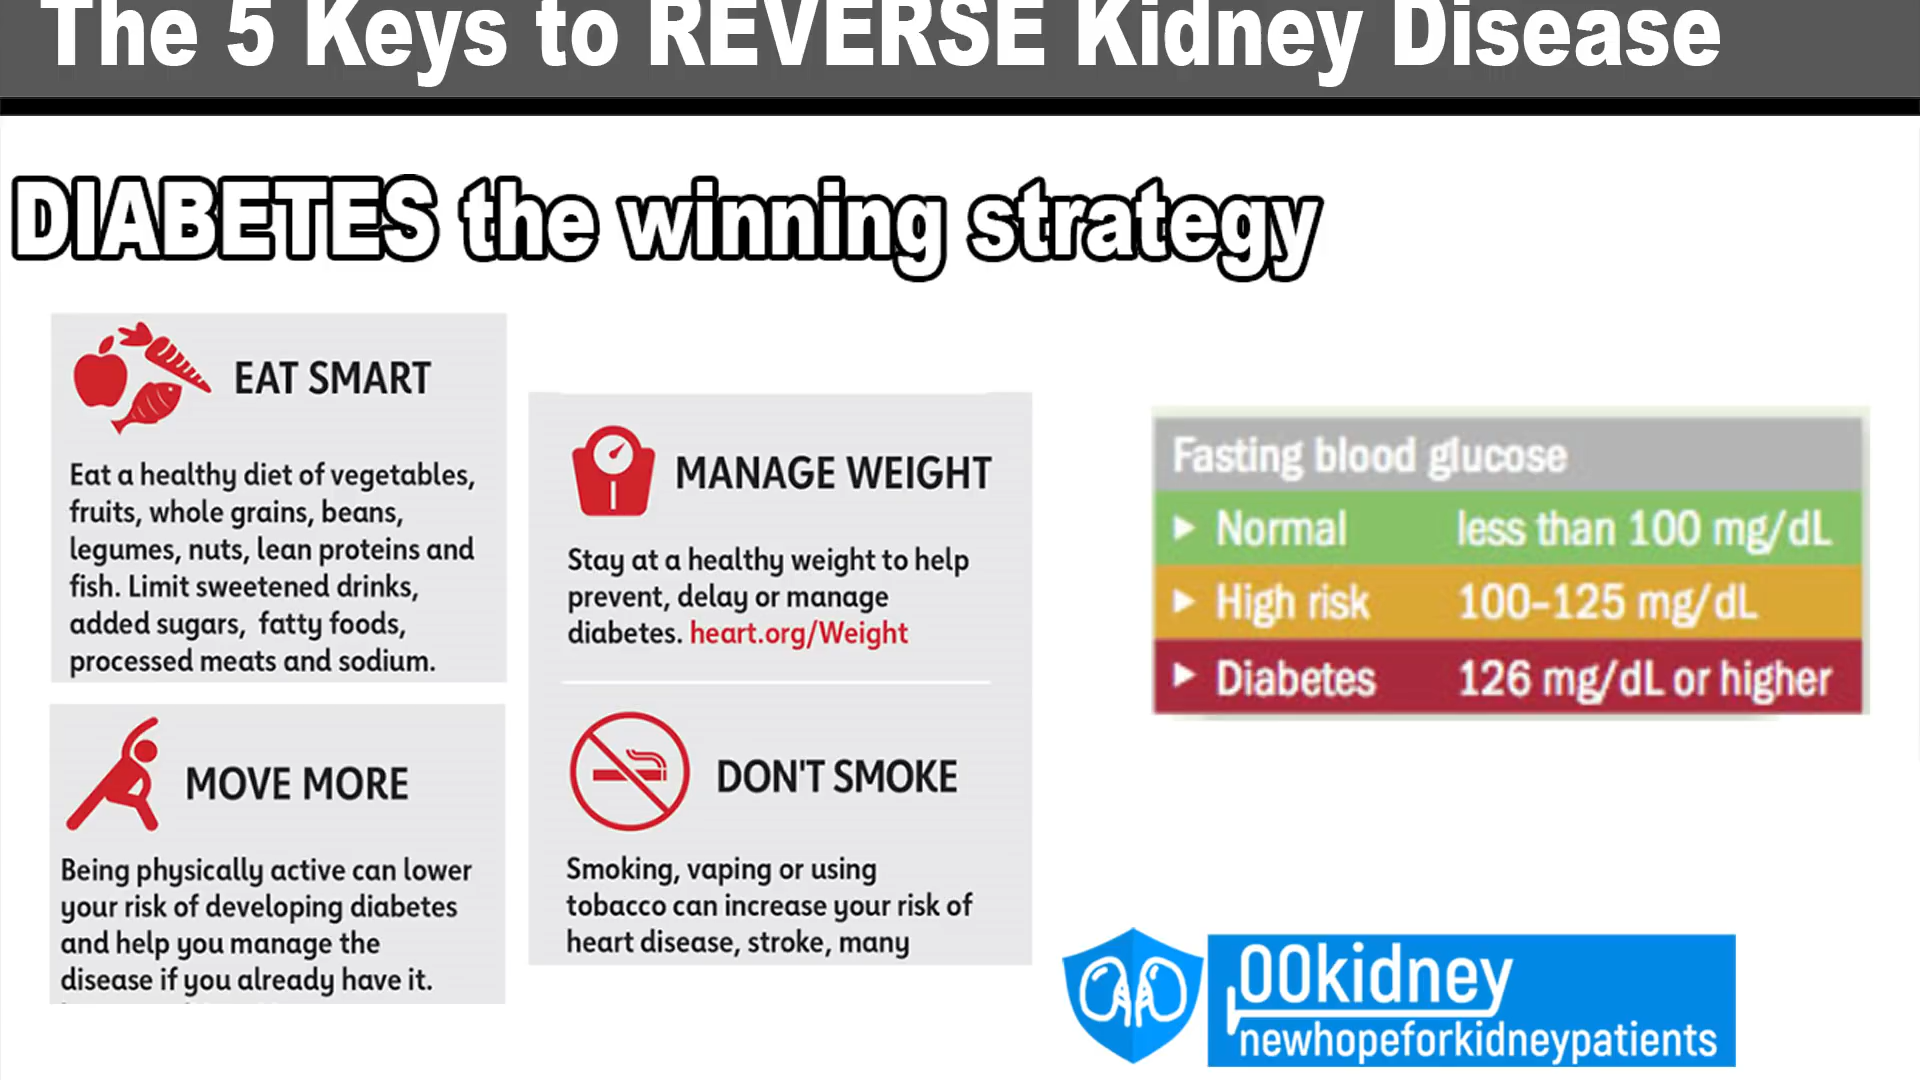 The 5 Keys to REVERSE Kidney Disease
DIABETES the winning strategy
EAT SMART
Eat a healthy diet of vegetables,
fruits, whole grains, beans,
legumes, nuts, lean proteins and
fish. Limit sweetened drinks,
added sugars, fatty foods,
processed meats and sodium.
MOVE MORE
Being physically active can lower
your risk of developing diabetes
and help you manage the
disease if you already have it.
MANAGE WEIGHT
Stay at a healthy weight to help
prevent, delay or manage
diabetes. heart.org/Weight
DON'T SMOKE
Smoking, vaping or using
tobacco can increase your risk of
heart disease, stroke, many
Fasting blood glucose
Normal less than 100 mg/dL
High risk 100–125 mg/dL
Diabetes 126 mg/dL or higher
00kidney
newhopeforkidneypatients